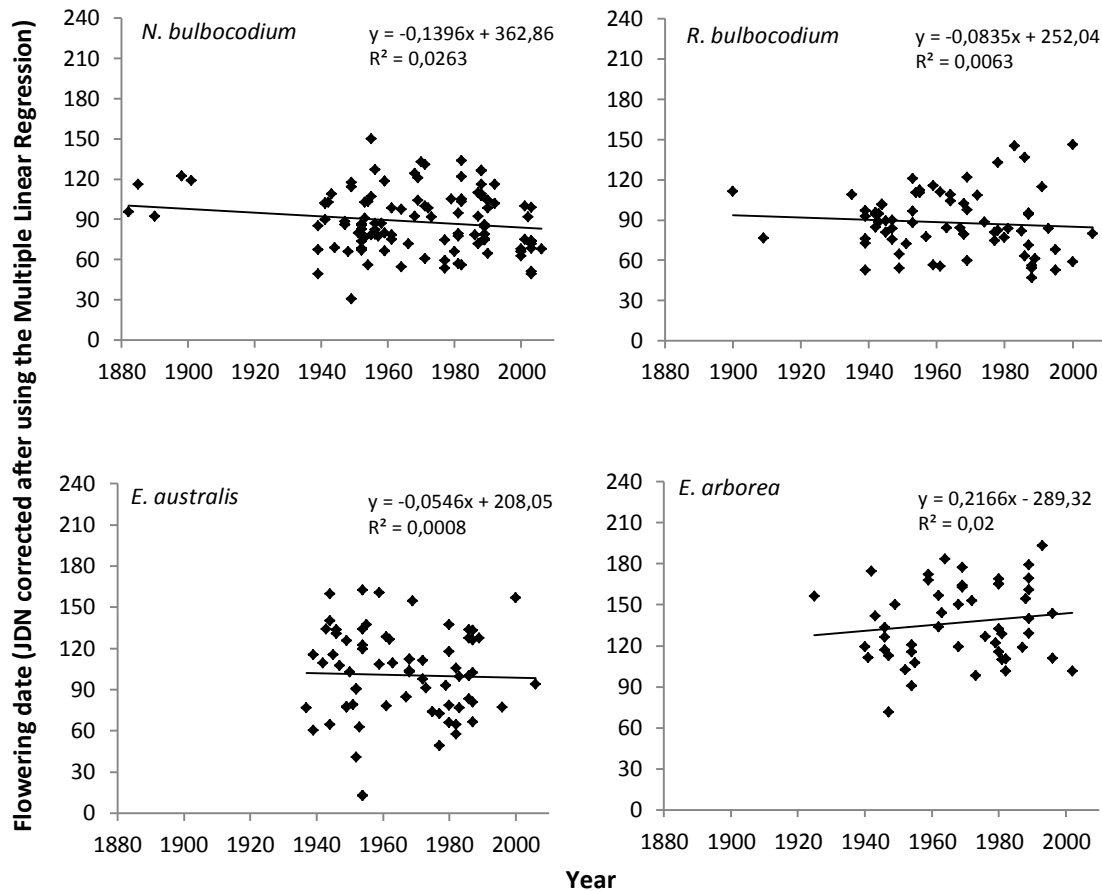 Flowering date (JDN corrected after using the Multiple Linear Regression)
N. bulbocodium
y = -0,1396x + 362,86
R² = 0,0263
240
210
180
150
120
90
60
30
0
1880 1900 1920 1940 1960 1980 2000
R. bulbocodium
y = -0,0835x + 252,04
R² = 0,0063
240
210
180
150
120
90
60
30
0
1880 1900 1920 1940 1960 1980 2000
E. australis
y = -0,0546x + 208,05
R² = 0,0008
240
210
180
150
120
90
60
30
0
1880 1900 1920 1940 1960 1980 2000
E. arborea
y = 0,2166x - 289,32
R² = 0,02
240
210
180
150
120
90
60
30
0
1880 1900 1920 1940 1960 1980 2000
Year